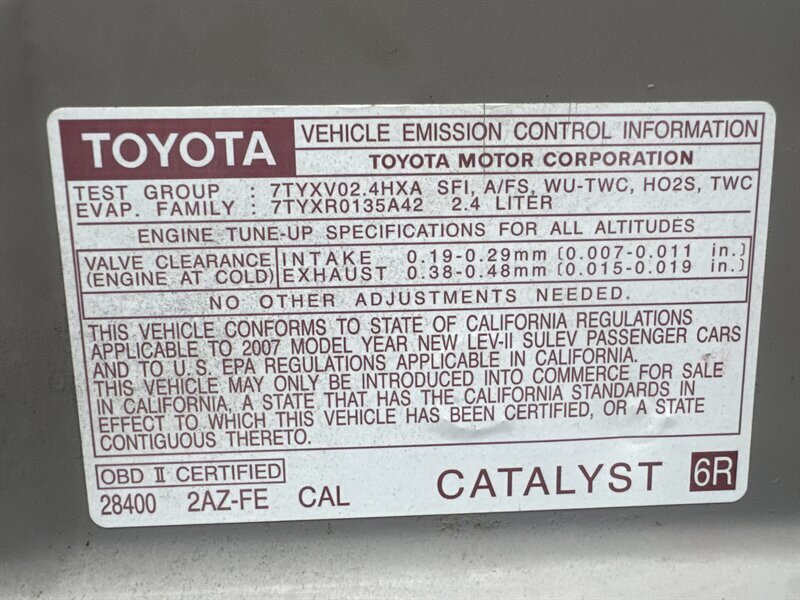 TOYOTA VEHICLE EMISSION CONTROL INFORMATION
TOYOTA MOTOR CORPORATION
TEST GROUP : 7TYXV02.4HXA SFI, A/FS, WU-TWC, HO2S, TWC
EVAP. FAMILY : 7TYXR0135A42 2.4 LITER
ENGINE TUNE-UP SPECIFICATIONS FOR ALL ALTITUDES
VALVE CLEARANCE INTAKE 0.19-0.29mm (0.007-0.011 in.)
(ENGINE AT COLD) EXHAUST 0.38-0.48mm (0.015-0.019 in.)
NO OTHER ADJUSTMENTS NEEDED.
THIS VEHICLE CONFORMS TO STATE OF CALIFORNIA REGULATIONS
APPLICABLE TO 2007 MODEL YEAR NEW LEV-II SULEV PASSENGER CARS
AND TO U.S. EPA REGULATIONS APPLICABLE IN CALIFORNIA.
THIS VEHICLE MAY ONLY BE INTRODUCED INTO COMMERCE FOR SALE
IN CALIFORNIA, A STATE THAT HAS THE CALIFORNIA STANDARDS IN
EFFECT TO WHICH THIS VEHICLE HAS BEEN CERTIFIED, OR A STATE
CONTIGUOUS THERETO.
OBD II CERTIFIED
28400 2AZ-FE CAL CATALYST 6R